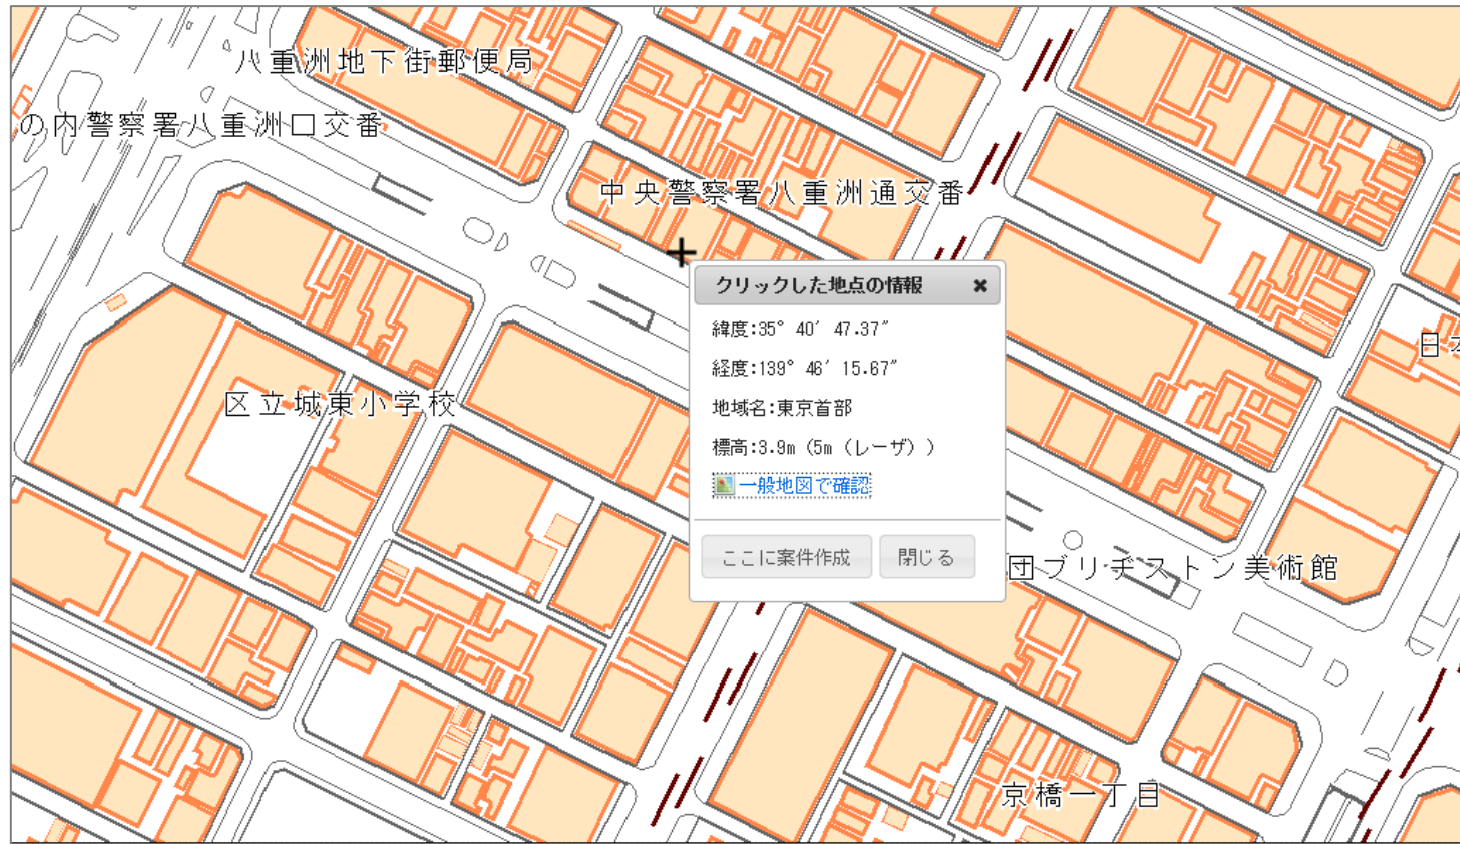 八重洲地下街郵便局
の内警察署八重洲口交番
中央警察署八重洲通交番
クリックした地点の情報
緯度:35° 40′ 47.37″
経度:139° 46′ 15.67″
地域名:東京首部
標高:3.9m (5m (レーザ) )
一般地図で確認
ここに案件作成 閉じる
区立城東小学校
日本
団ブリヂストン美術館
京橋一丁目